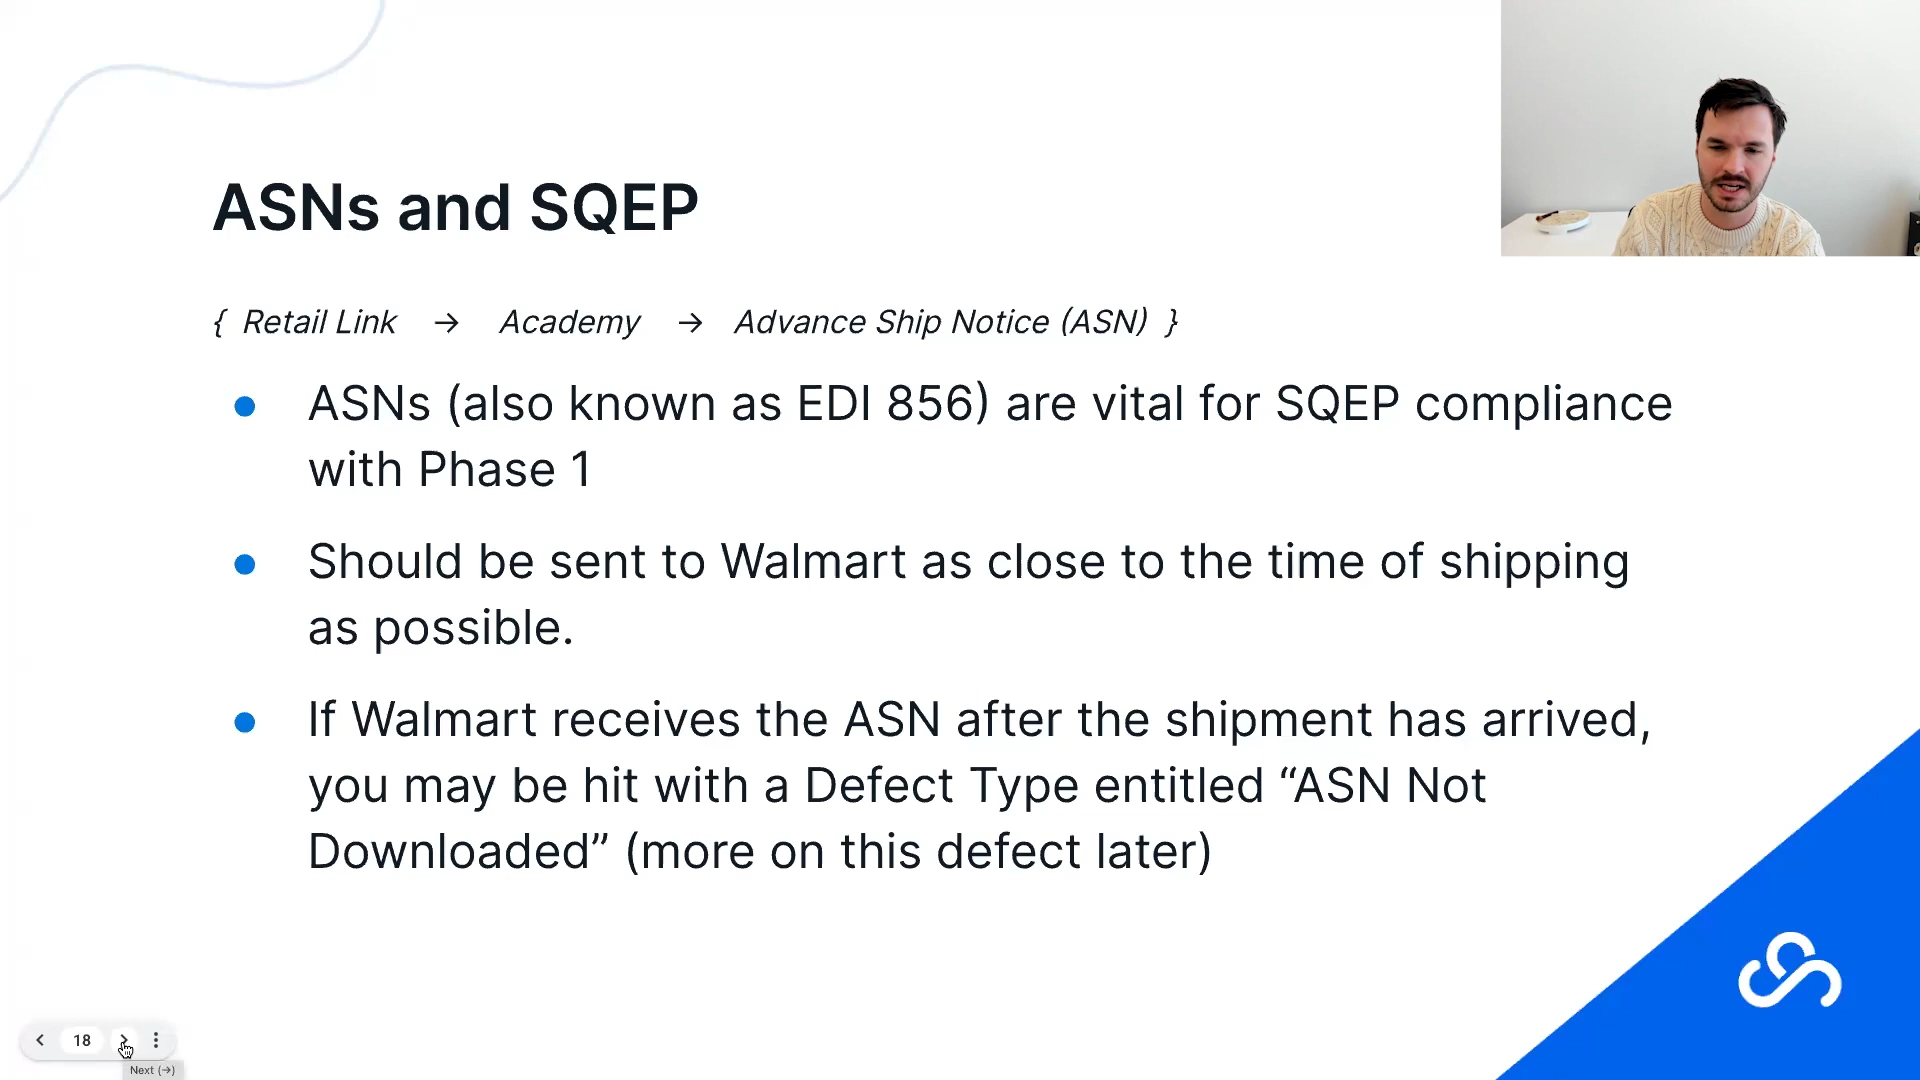 ASNs and SQEP
{ Retail Link → Academy → Advance Ship Notice (ASN) }
● ASNs (also known as EDI 856) are vital for SQEP compliance
with Phase 1
● Should be sent to Walmart as close to the time of shipping
as possible.
● If Walmart receives the ASN after the shipment has arrived,
you may be hit with a Defect Type entitled “ASN Not
Downloaded” (more on this defect later)
18
Next (→)